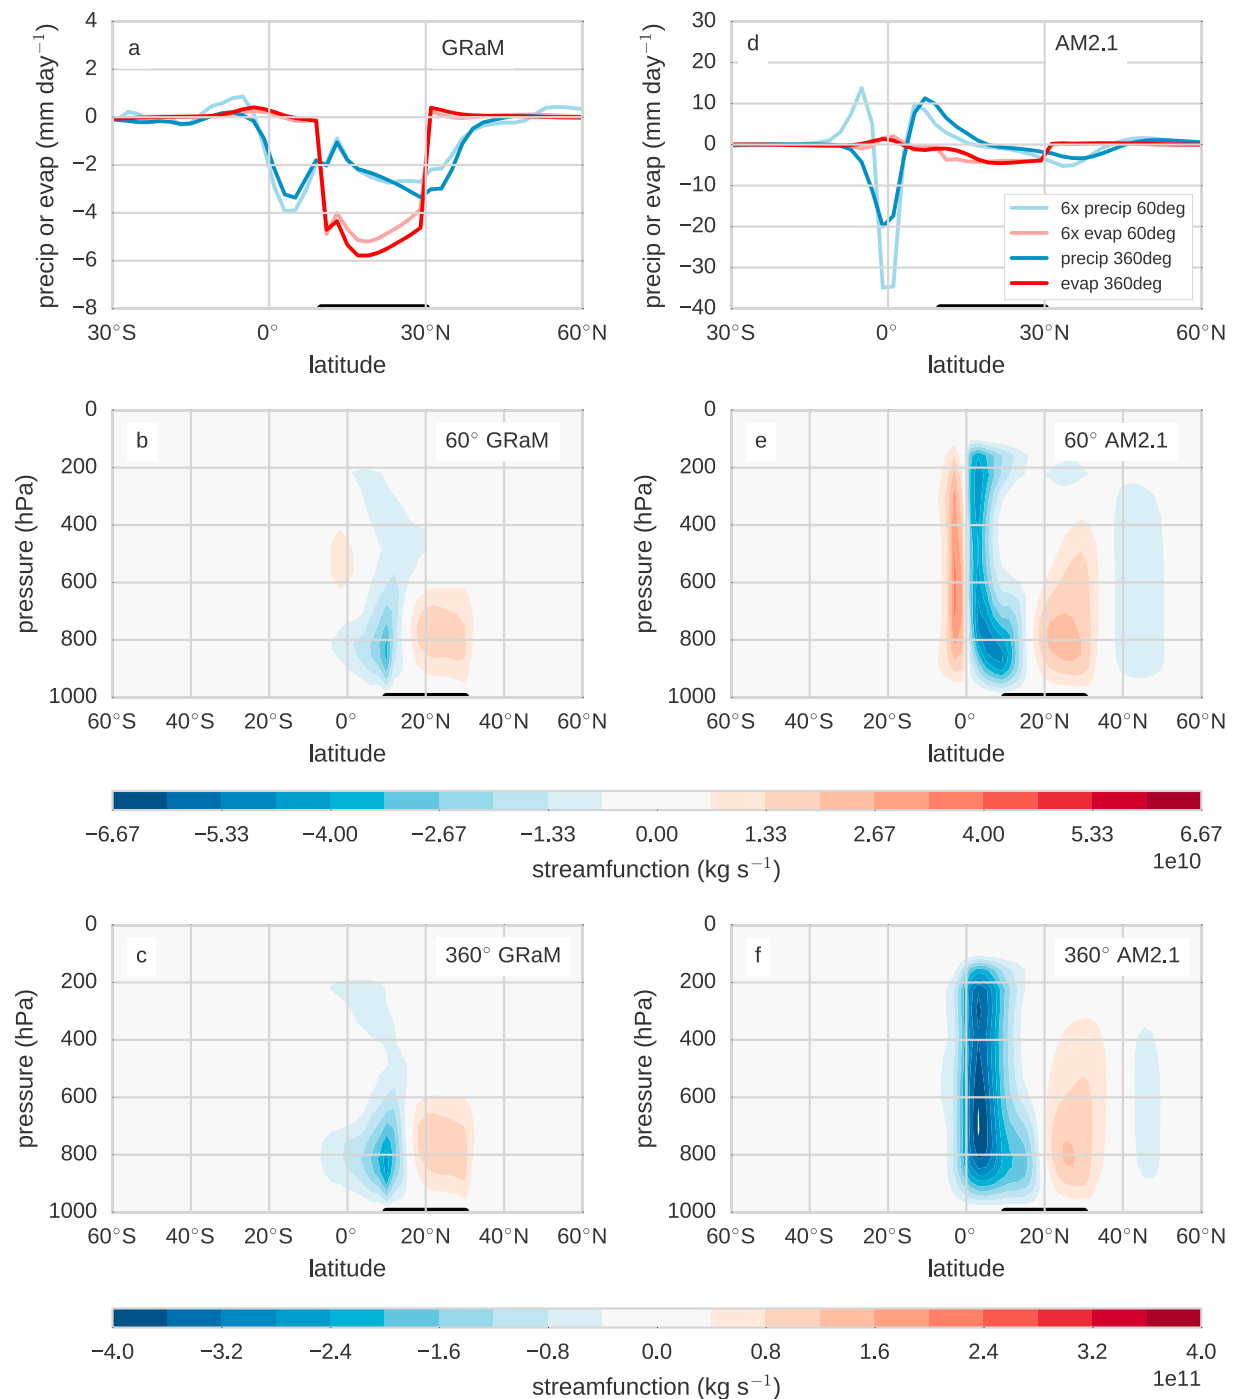 a
GRaM
4
2
0
−2
−4
−6
−8
precip or evap (mm day⁻¹)
30°S
0°
30°N
60°N
latitude
d
AM2.1
30
20
10
0
−10
−20
−30
−40
precip or evap (mm day⁻¹)
6x precip 60deg
6x evap 60deg
precip 360deg
evap 360deg
30°S
0°
30°N
60°N
latitude
b
60° GRaM
0
200
400
600
800
1000
pressure (hPa)
60°S
40°S
20°S
0°
20°N
40°N
60°N
latitude
e
60° AM2.1
0
200
400
600
800
1000
pressure (hPa)
60°S
40°S
20°S
0°
20°N
40°N
60°N
latitude
−6.67
−5.33
−4.00
−2.67
−1.33
0.00
1.33
2.67
4.00
5.33
6.67
1e10
streamfunction (kg s⁻¹)
c
360° GRaM
0
200
400
600
800
1000
pressure (hPa)
60°S
40°S
20°S
0°
20°N
40°N
60°N
latitude
f
360° AM2.1
0
200
400
600
800
1000
pressure (hPa)
60°S
40°S
20°S
0°
20°N
40°N
60°N
latitude
−4.0
−3.2
−2.4
−1.6
−0.8
0.0
0.8
1.6
2.4
3.2
4.0
1e11
streamfunction (kg s⁻¹)